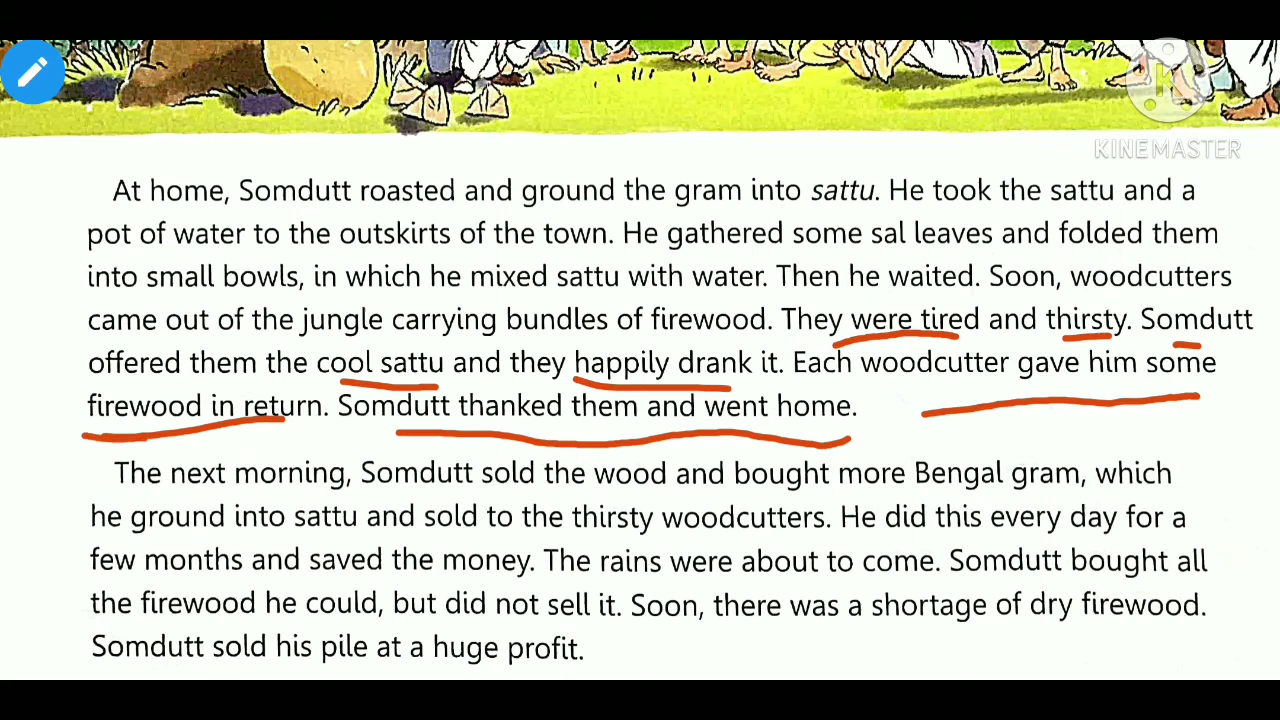 KINEMASTER
At home, Somdutt roasted and ground the gram into sattu. He took the sattu and a
pot of water to the outskirts of the town. He gathered some sal leaves and folded them
into small bowls, in which he mixed sattu with water. Then he waited. Soon, woodcutters
came out of the jungle carrying bundles of firewood. They were tired and thirsty. Somdutt
offered them the cool sattu and they happily drank it. Each woodcutter gave him some
firewood in return. Somdutt thanked them and went home.
The next morning, Somdutt sold the wood and bought more Bengal gram, which
he ground into sattu and sold to the thirsty woodcutters. He did this every day for a
few months and saved the money. The rains were about to come. Somdutt bought all
the firewood he could, but did not sell it. Soon, there was a shortage of dry firewood.
Somdutt sold his pile at a huge profit.